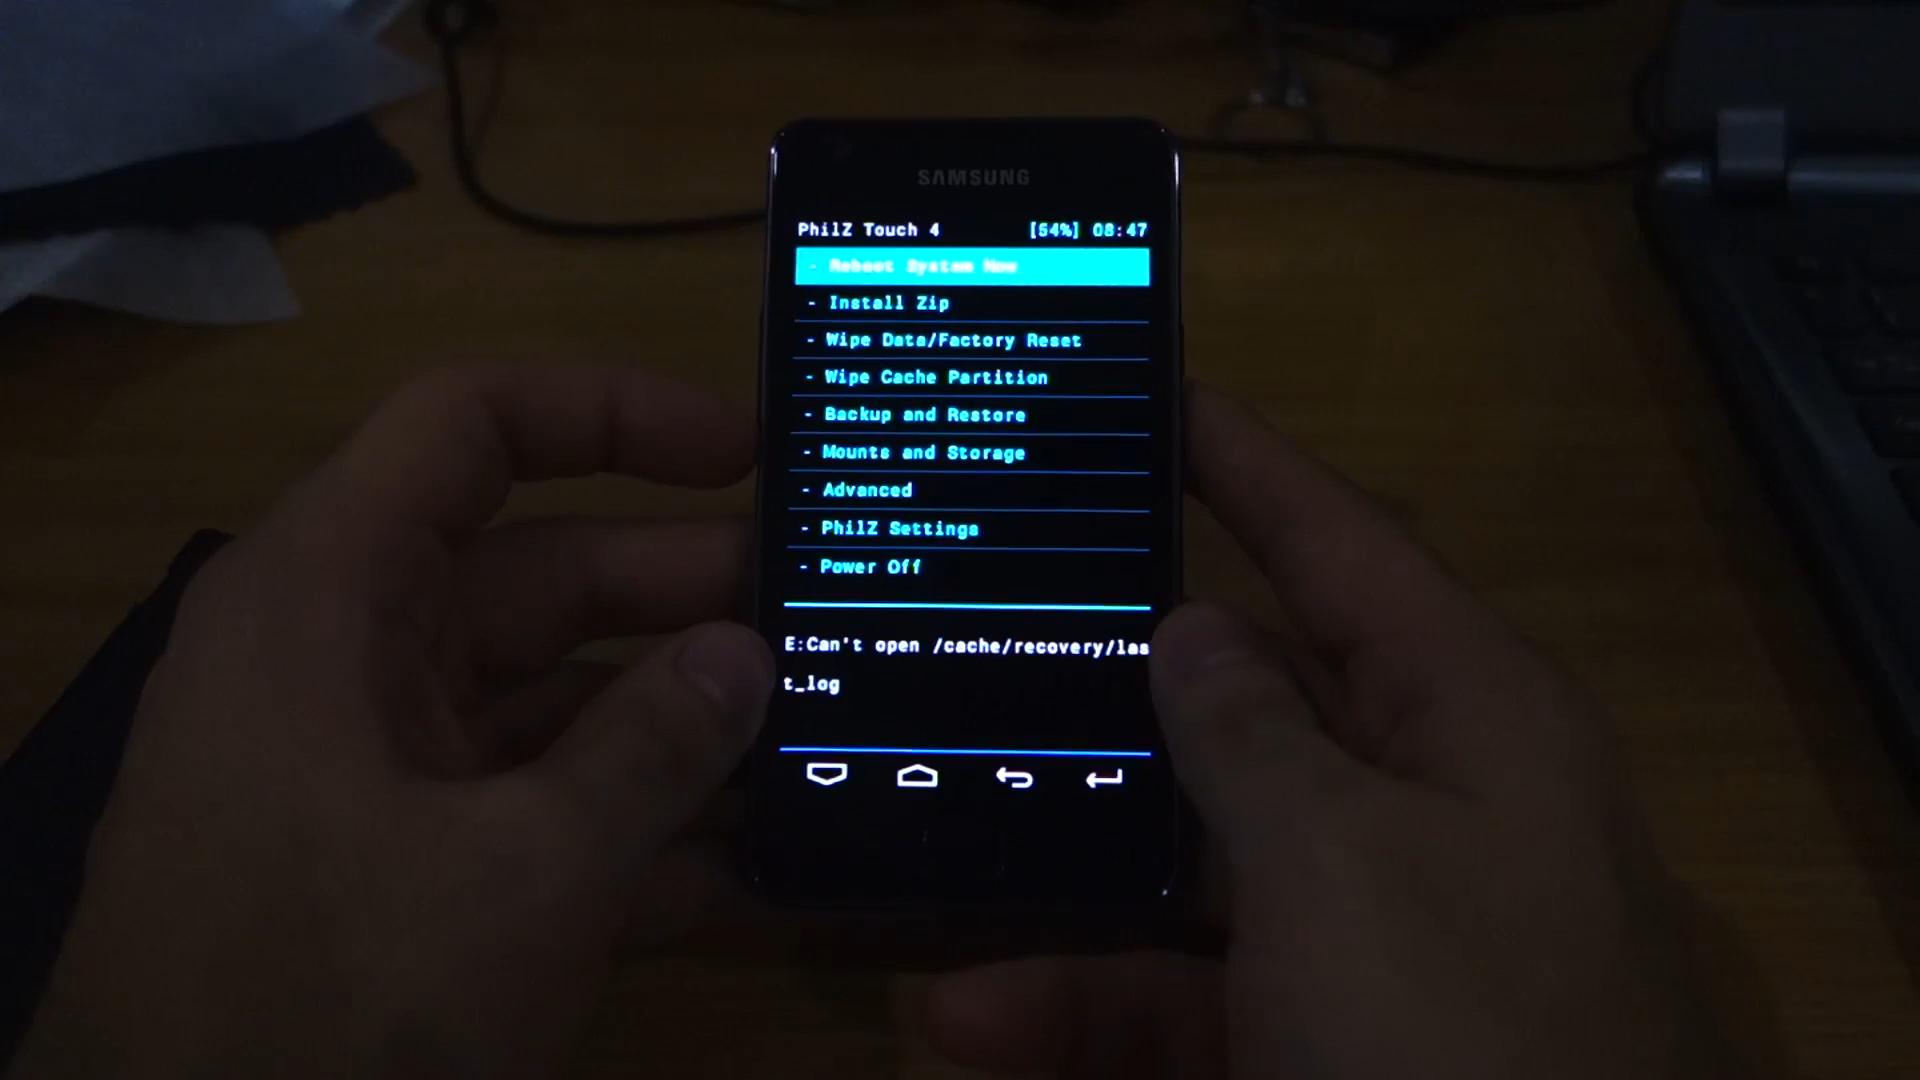 SAMSUNG
PhilZ Touch 4 [54%] 08:47
- Reboot System Now
- Install Zip
- Wipe Data/Factory Reset
- Wipe Cache Partition
- Backup and Restore
- Mounts and Storage
- Advanced
- PhilZ Settings
- Power Off
E:Can't open /cache/recovery/las
t_log